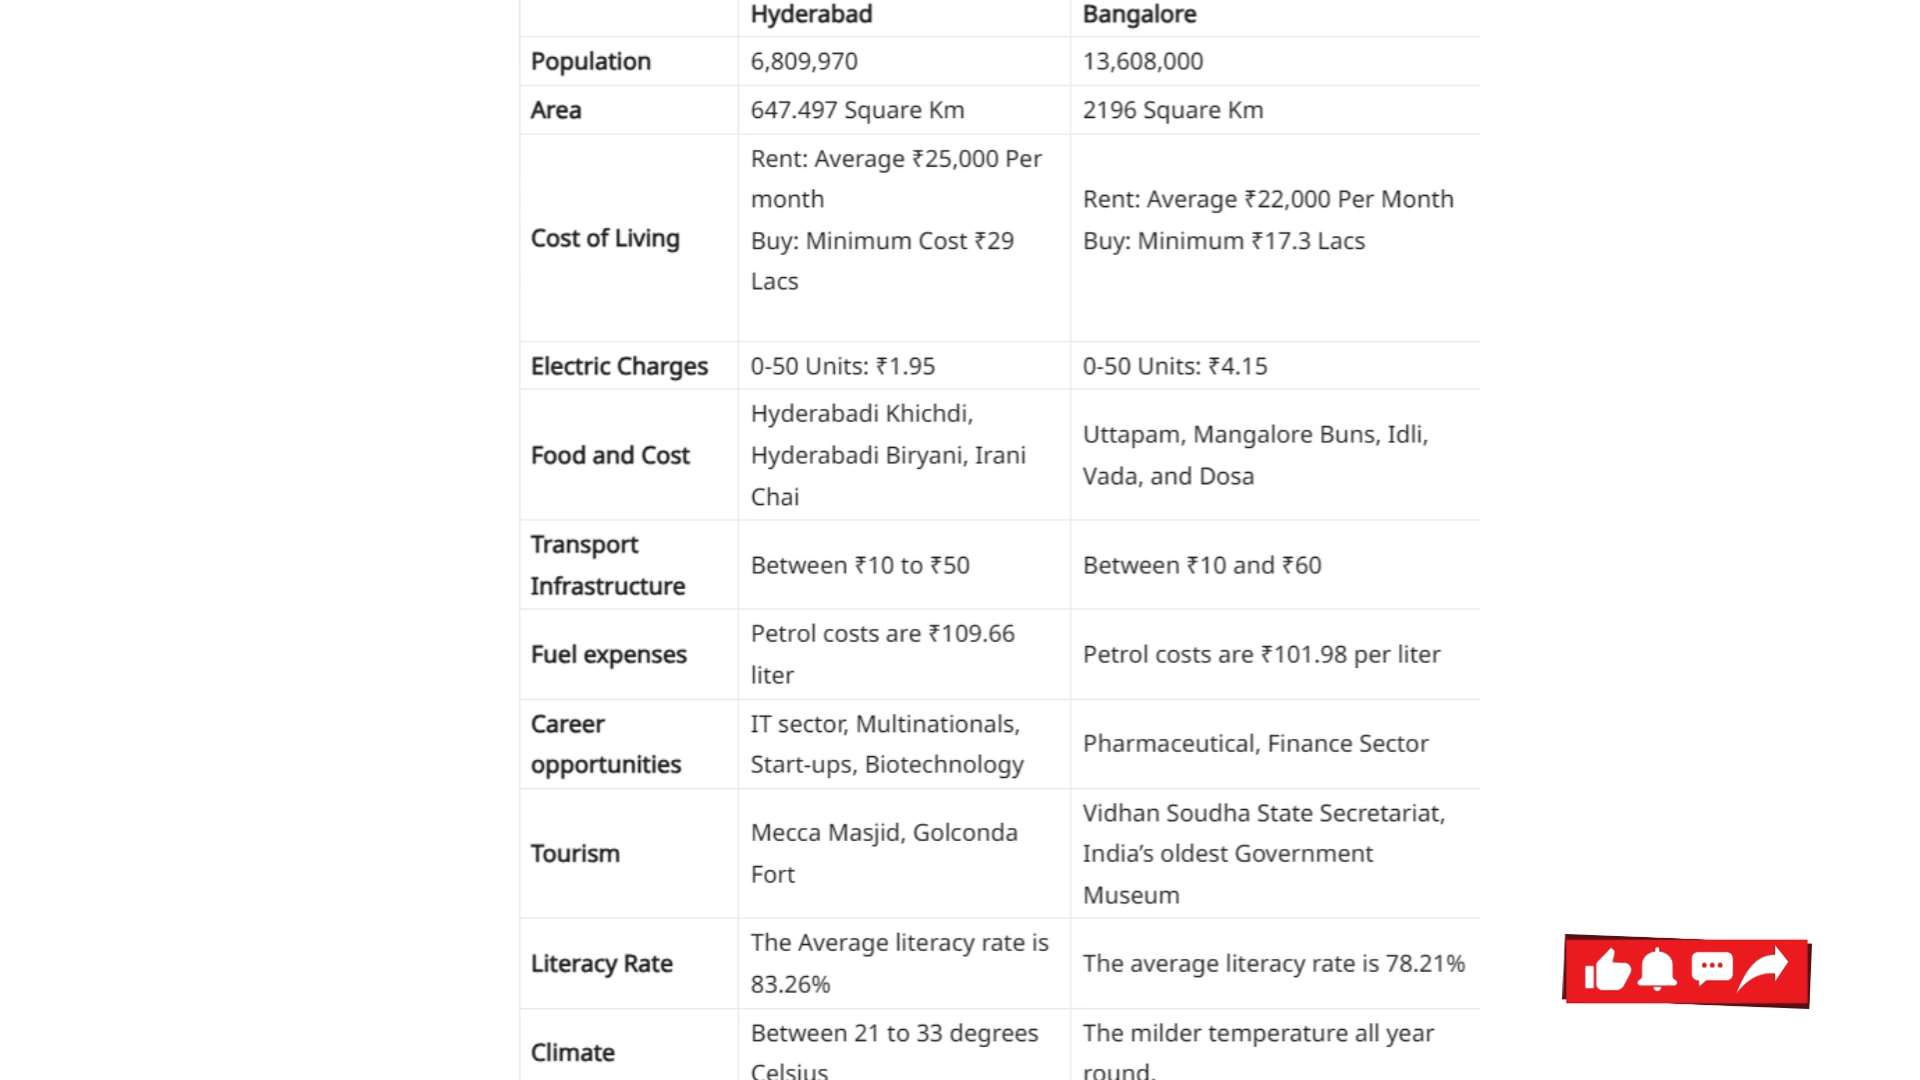 Hyderabad Bangalore
Population 6,809,970 13,608,000
Area 647.497 Square Km 2196 Square Km
Cost of Living
Rent: Average ₹25,000 Per
month
Buy: Minimum Cost ₹29
Lacs
Rent: Average ₹22,000 Per Month
Buy: Minimum ₹17.3 Lacs
Electric Charges 0-50 Units: ₹1.95 0-50 Units: ₹4.15
Food and Cost
Hyderabadi Khichdi,
Hyderabadi Biryani, Irani
Chai
Uttapam, Mangalore Buns, Idli,
Vada, and Dosa
Transport
Infrastructure
Between ₹10 to ₹50
Between ₹10 and ₹60
Fuel expenses
Petrol costs are ₹109.66
liter
Petrol costs are ₹101.98 per liter
Career
opportunities
IT sector, Multinationals,
Start-ups, Biotechnology
Pharmaceutical, Finance Sector
Tourism
Mecca Masjid, Golconda
Fort
Vidhan Soudha State Secretariat,
India’s oldest Government
Museum
Literacy Rate
The Average literacy rate is
83.26%
The average literacy rate is 78.21%
Climate
Between 21 to 33 degrees
Celsius
The milder temperature all year
round.